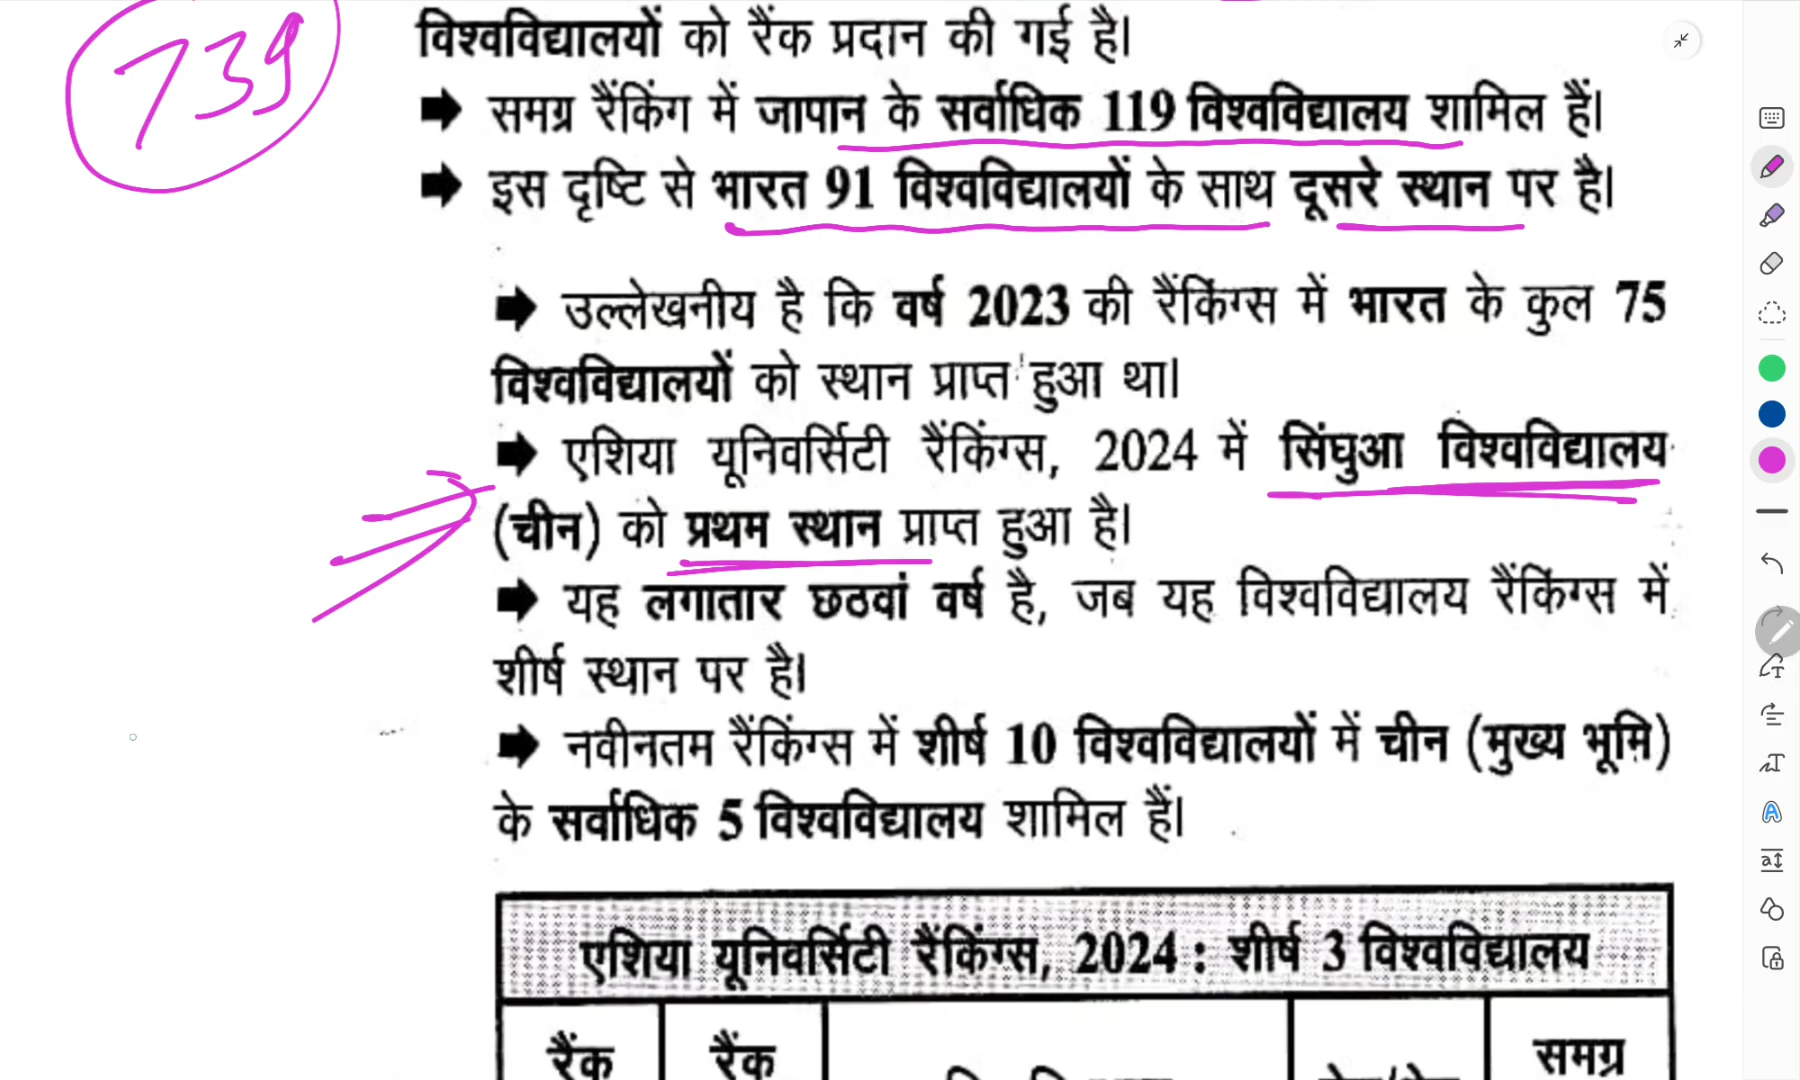 739
विश्वविद्यालयों को रैंक प्रदान की गई है।
➡ समग्र रैंकिंग में जापान के सर्वाधिक 119 विश्वविद्यालय शामिल हैं।
➡ इस दृष्टि से भारत 91 विश्वविद्यालयों के साथ दूसरे स्थान पर है।
➡ उल्लेखनीय है कि वर्ष 2023 की रैंकिंग्स में भारत के कुल 75
विश्वविद्यालयों को स्थान प्राप्त हुआ था।
➡ एशिया यूनिवर्सिटी रैंकिंग्स, 2024 में सिंघुआ विश्वविद्यालय
(चीन) को प्रथम स्थान प्राप्त हुआ है।
➡ यह लगातार छठवां वर्ष है, जब यह विश्वविद्यालय रैंकिंग्स में
शीर्ष स्थान पर है।
➡ नवीनतम रैंकिंग्स में शीर्ष 10 विश्वविद्यालयों में चीन (मुख्य भूमि)
के सर्वाधिक 5 विश्वविद्यालय शामिल हैं।
एशिया यूनिवर्सिटी रैंकिंग्स, 2024 : शीर्ष 3 विश्वविद्यालय
रैंक रैंक समग्र